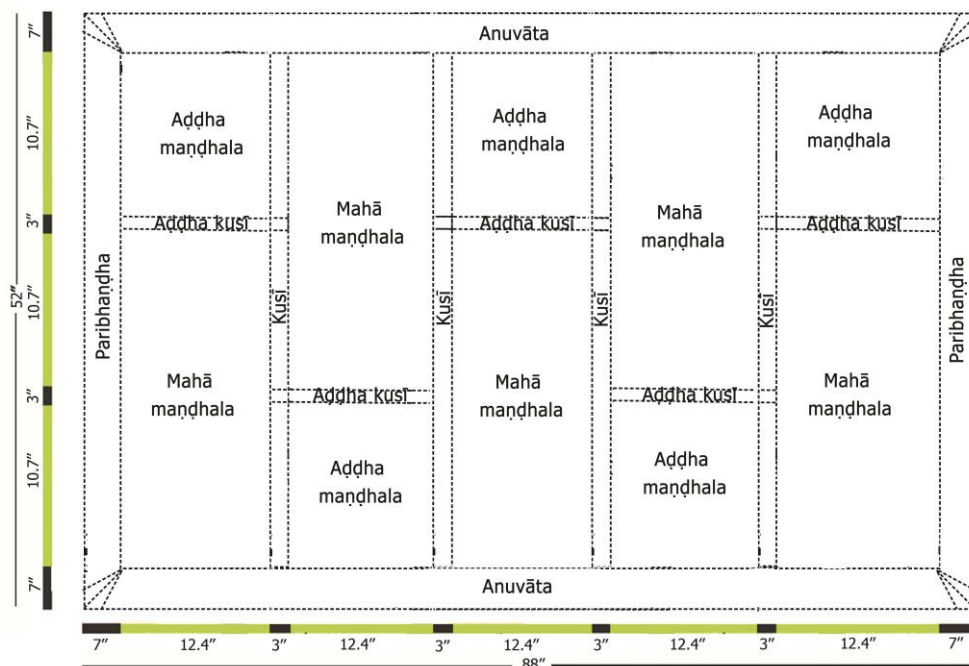 Anuvāta
7"
10.7"
3"
10.7"
3"
10.7"
7"
52"
Aḍḍha
maṇḍhala
Aḍḍha
maṇḍhala
Aḍḍha
maṇḍhala
Mahā
maṇḍhala
Mahā
maṇḍhala
Aḍḍha kusī
Aḍḍha kusī
Aḍḍha kusī
Paribhaṇḍha
Kusī
Kusī
Kusī
Kusī
Paribhaṇḍha
Mahā
maṇḍhala
Aḍḍha kusī
Mahā
maṇḍhala
Aḍḍha kusī
Mahā
maṇḍhala
Aḍḍha
maṇḍhala
Aḍḍha
maṇḍhala
Anuvāta
7" 12.4" 3" 12.4" 3" 12.4" 3" 12.4" 3" 12.4" 7"
88"